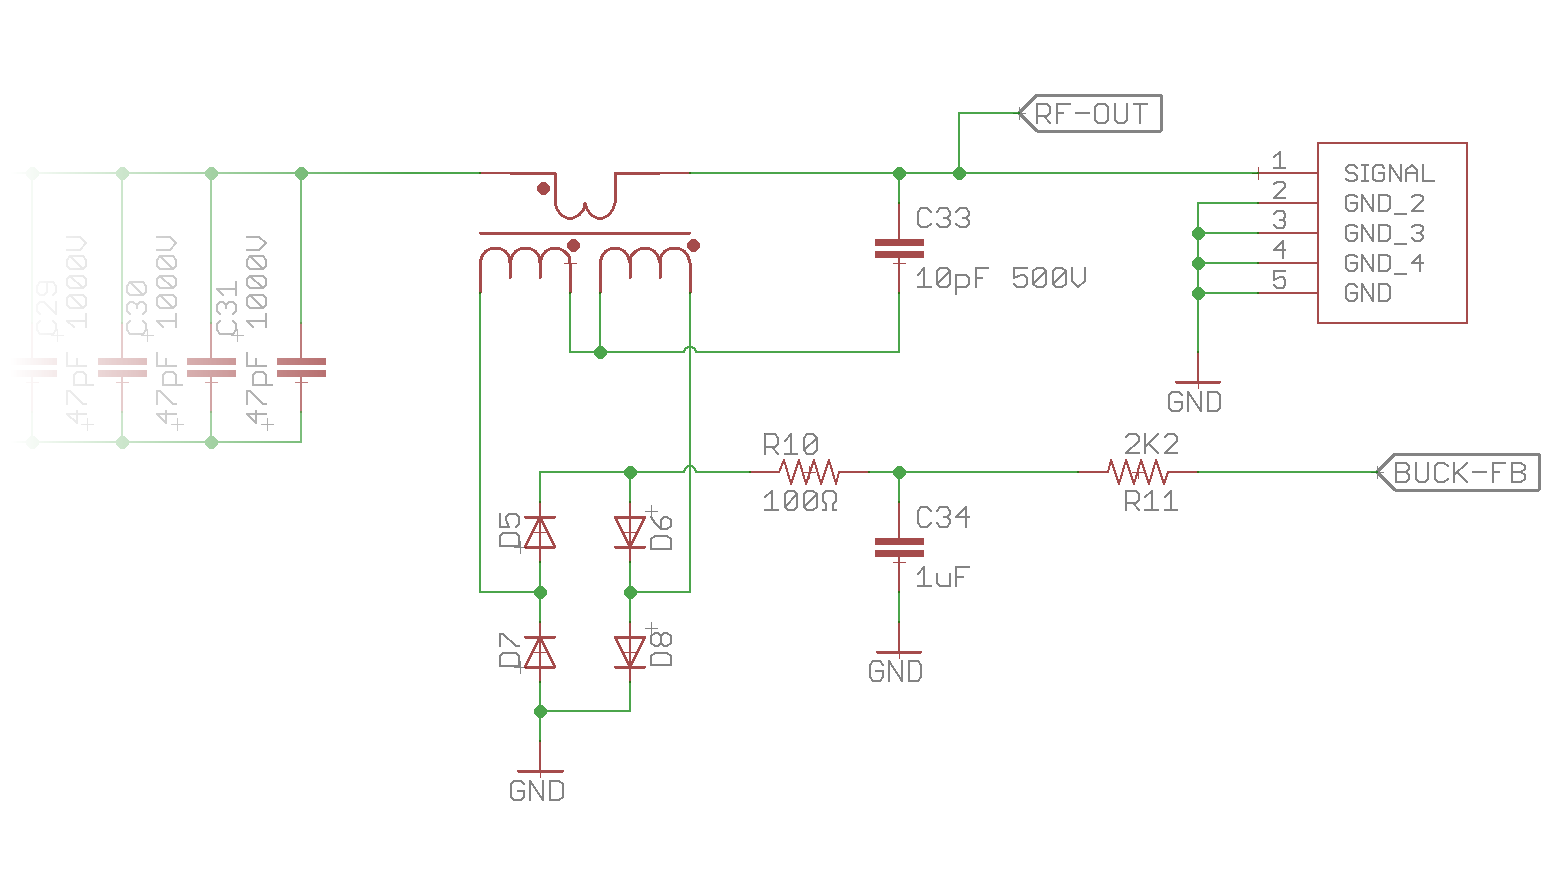 RF-OUT
1
SIGNAL
2
GND_2
3
GND_3
4
GND_4
5
GND
C33
10pF 500V
C29
47pF 1000V
C30
47pF 1000V
C31
47pF 1000V
GND
R10
100Ω
2K2
R11
BUCK-FB
D5
D6
C34
1uF
D7
D8
GND
GND